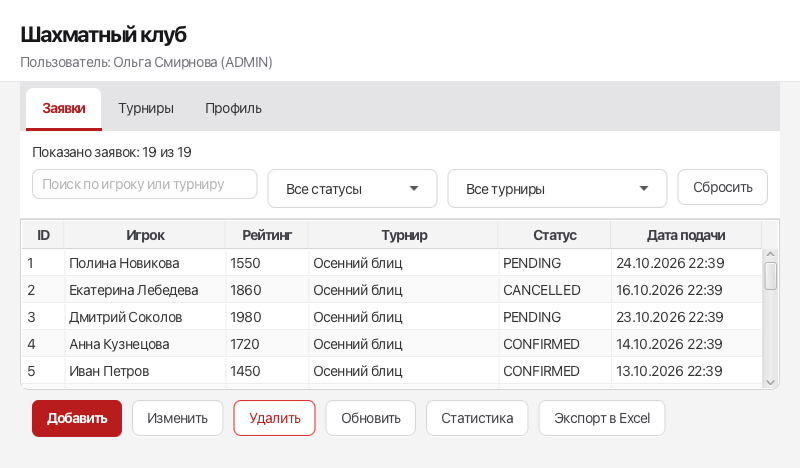 Шахматный клуб
Пользователь: Ольга Смирнова (ADMIN)
Заявки Турниры Профиль
Показано заявок: 19 из 19
Поиск по игроку или турниру Все статусы Все турниры Сбросить
ID Игрок Рейтинг Турнир Статус Дата подачи
1 Полина Новикова 1550 Осенний блиц PENDING 24.10.2026 22:39
2 Екатерина Лебедева 1860 Осенний блиц CANCELLED 16.10.2026 22:39
3 Дмитрий Соколов 1980 Осенний блиц PENDING 23.10.2026 22:39
4 Анна Кузнецова 1720 Осенний блиц CONFIRMED 14.10.2026 22:39
5 Иван Петров 1450 Осенний блиц CONFIRMED 13.10.2026 22:39
Добавить Изменить Удалить Обновить Статистика Экспорт в Excel